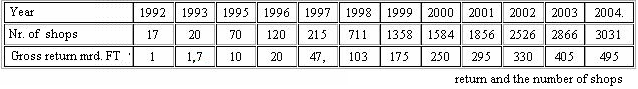 Year 1992 1993 1995 1996 1997 1998 1999 2000 2001 2002 2003 2004.
Nr. of shops 17 20 70 120 215 711 1358 1584 1856 2526 2866 3031
Gross return mrd. FT 1 1,7 10 20 47, 103 175 250 295 330 405 495
return and the number of shops